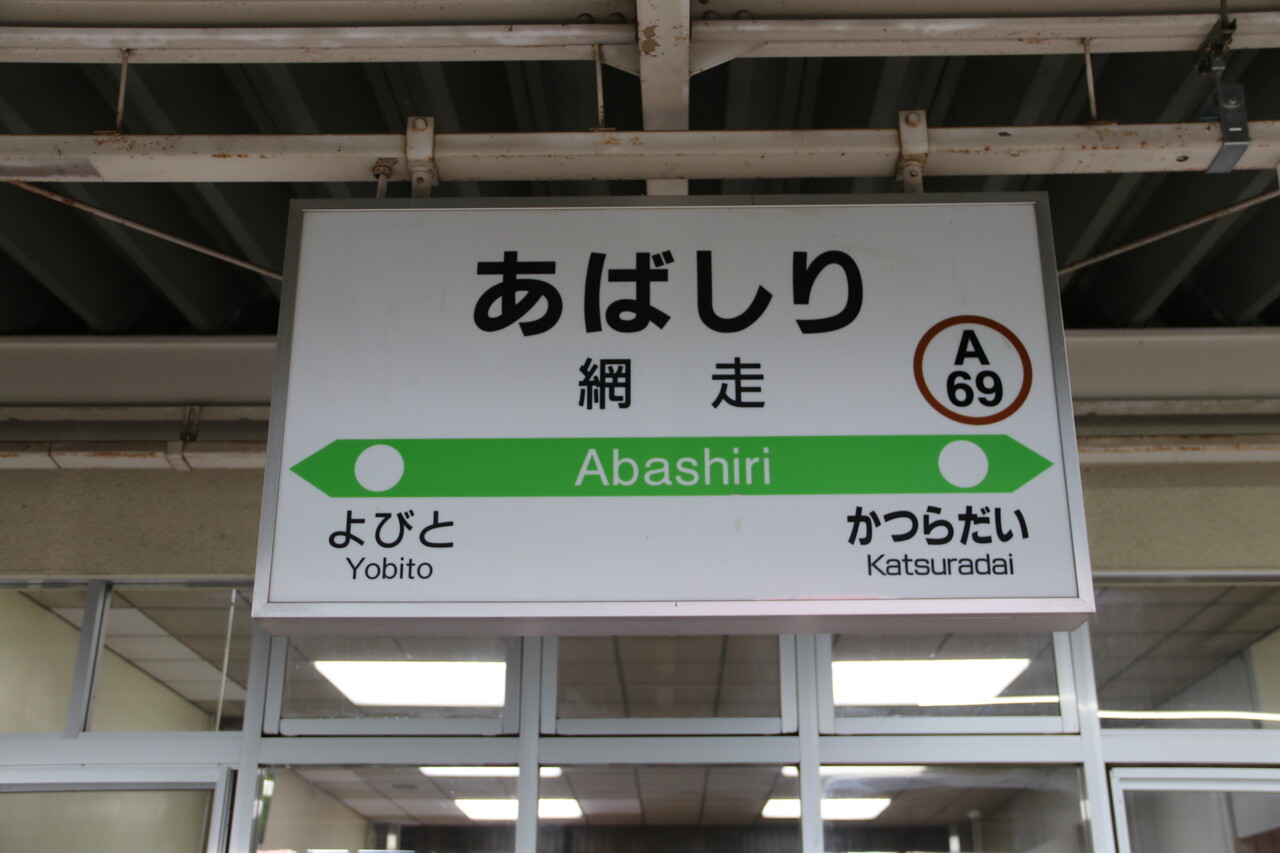 あばしり
網走
A
69
Abashiri
よびと
Yobito
かつらだい
Katsuradai